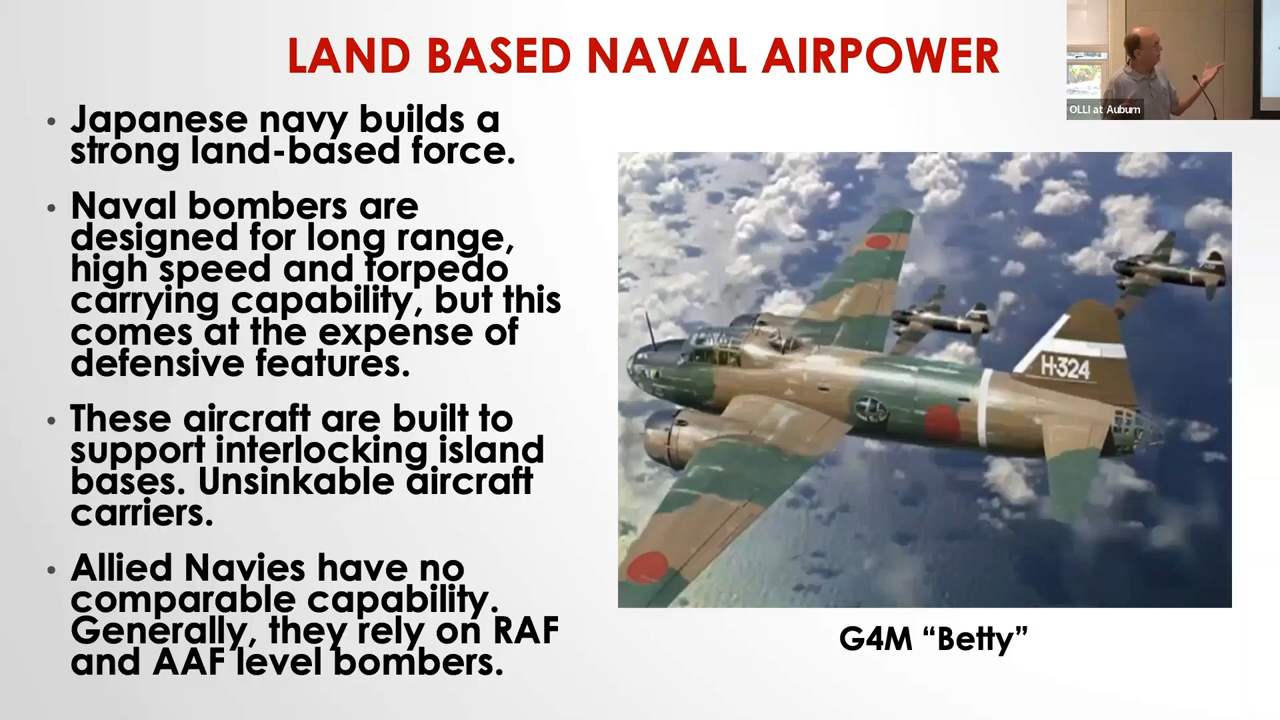 LAND BASED NAVAL AIRPOWER
OLLI at Auburn
• Japanese navy builds a
strong land-based force.
• Naval bombers are
designed for long range,
high speed and torpedo
carrying capability, but this
comes at the expense of
defensive features.
• These aircraft are built to
support interlocking island
bases. Unsinkable aircraft
carriers.
• Allied Navies have no
comparable capability.
Generally, they rely on RAF
and AAF level bombers.
H-324
G4M “Betty”